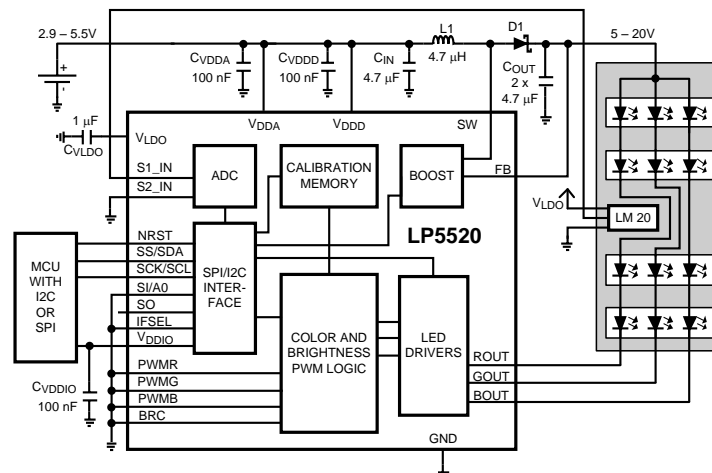 2.9 – 5.5V
L1
D1
5 – 20V
4.7 μH
+
-
CVDDA
100 nF
CVDDD
100 nF
CIN
4.7 μF
COUT
2 x
4.7 μF
1 μF
CVLDO
VLDO
VDDA
VDDD
SW
S1_IN
S2_IN
ADC
CALIBRATION
MEMORY
BOOST
FB
VLDO
LM 20
LP5520
MCU
WITH
I2C
OR
SPI
NRST
SS/SDA
SCK/SCL
SI/A0
SO
IFSEL
VDDIO
SPI/I2C
INTER-
FACE
COLOR AND
BRIGHTNESS
PWM LOGIC
LED
DRIVERS
ROUT
GOUT
BOUT
CVDDIO
100 nF
PWMR
PWMG
PWMB
BRC
GND